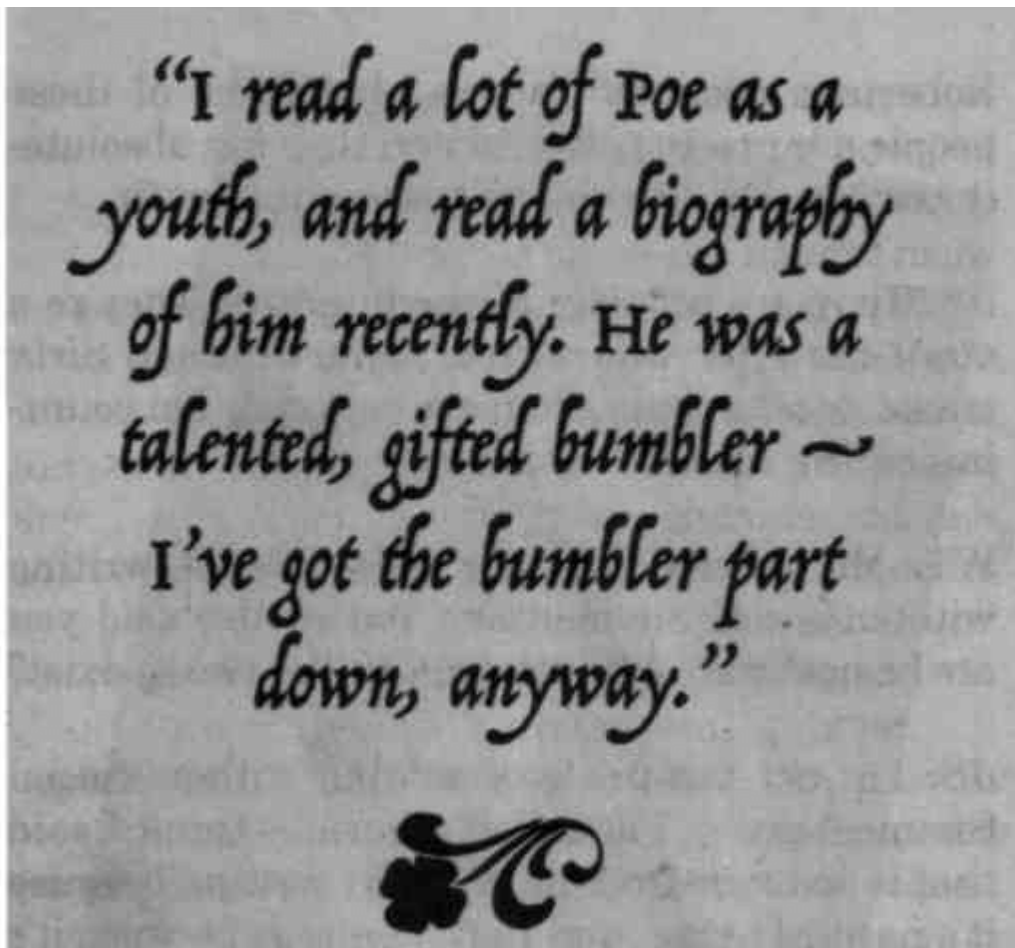 “I read a lot of Poe as a
youth, and read a biography
of him recently. He was a
talented, gifted bumbler ~
I’ve got the bumbler part
down, anyway.”